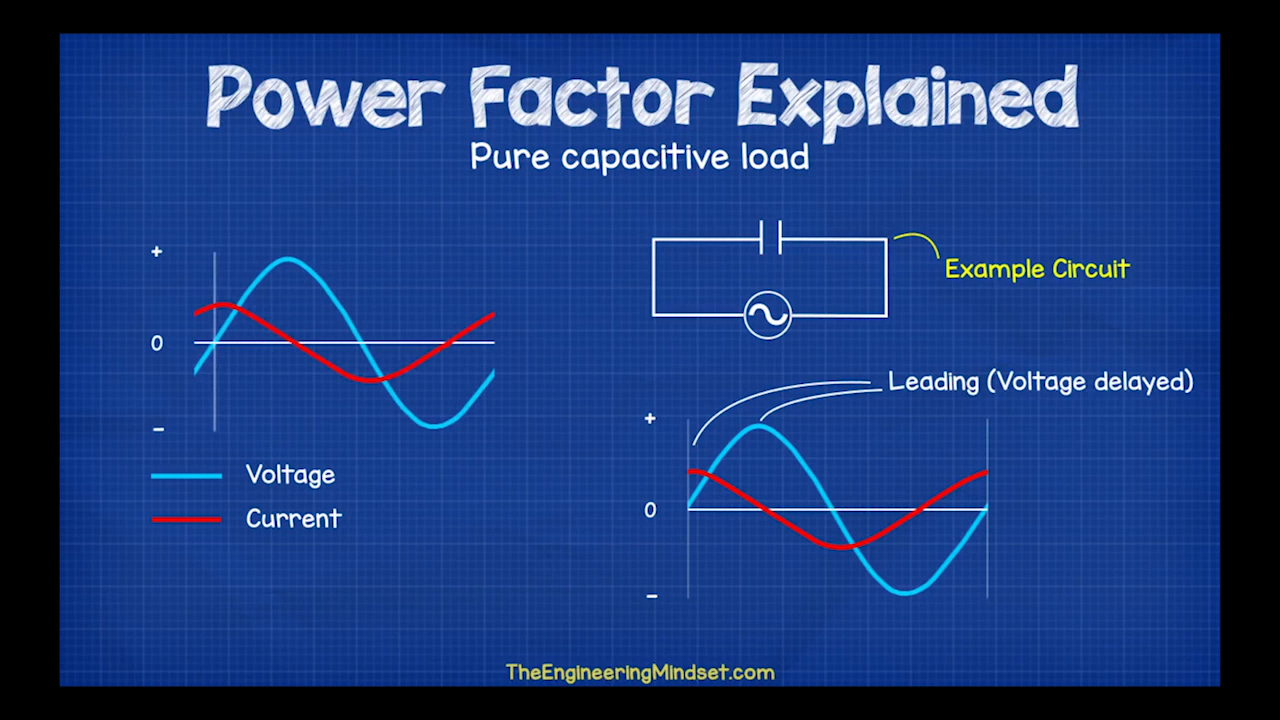 Power Factor Explained
Pure capacitive load
+
0
-
Voltage
Current
Example Circuit
Leading (Voltage delayed)
+
0
-
TheEngineeringMindset.com